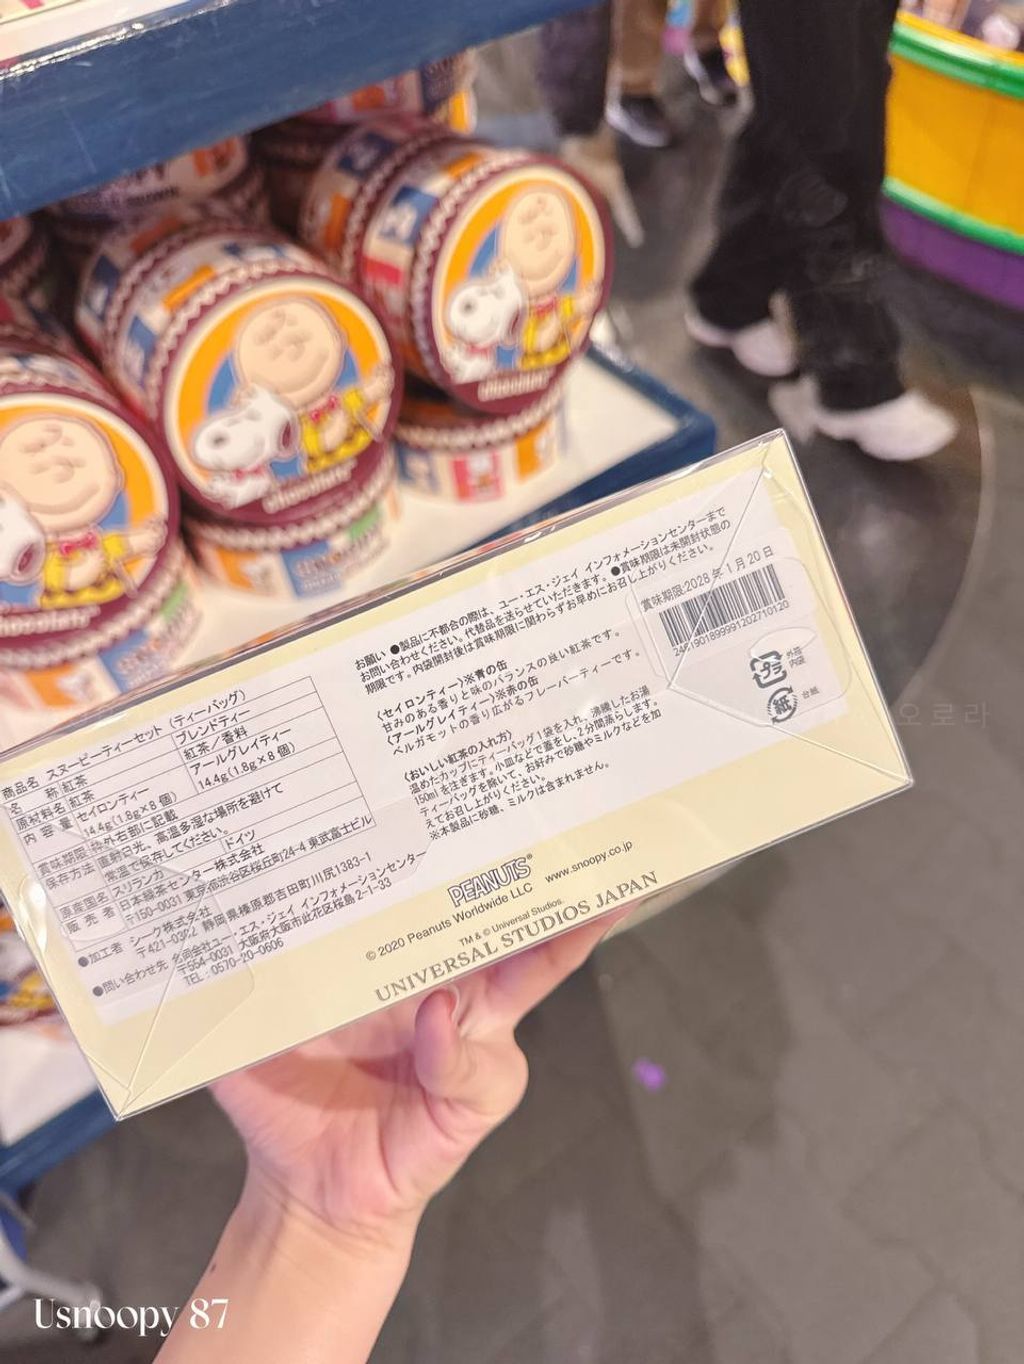 お願い ●製品に不都合の際は、ユー・エス・ジェイ インフォメーションセンターまで
お問い合わせください。代替品を送らせていただきます。●賞味期限は未開封状態の
期限です。内袋開封後は賞味期限に関わらずお早めにお召し上がりください。
〈セイロンティー〉※青の缶
甘みのある香りと味のバランスの良い紅茶です。
〈アールグレイティー〉※赤の缶
ベルガモットの香り広がるフレーバーティーです。
〈おいしい紅茶の入れ方〉
温めたカップにティーバッグ1袋を入れ、沸騰したお湯
150mlを注ぎます。小皿などで蓋をし、2分間蒸らします。
ティーバッグを除いて、お好みで砂糖やミルクなどを加
えてお召し上がりください。
※本製品に砂糖、ミルクは含まれません。
賞味期限:2028年1月20日
プラ
外箱
内袋
紙
台紙
商品名 スヌーピーティーセット (ティーバッグ)
名称 紅茶 ブレンドティー
原材料名 紅茶 紅茶/香料
内容量 セイロンティー アールグレイティー
14.4g(1.8g×8個) 14.4g(1.8g×8個)
賞味期限 枠外右部に記載
保存方法 直射日光、高温多湿な場所を避けて
常温で保存してください。
原産国名 スリランカ ドイツ
販売者 日本緑茶センター株式会社
〒150-0031 東京都渋谷区桜丘町24-4 東武富士ビル
●加工者 シーク株式会社
静岡県榛原郡吉田町川尻1383-1
●問い合わせ先 合同会社ユー・エス・ジェイ インフォメーションセンター
〒554-0031 大阪府大阪市此花区桜島2-1-33
TEL:0570-20-0606
PEANUTS®
© 2020 Peanuts Worldwide LLC www.snoopy.co.jp
TM & © Universal Studios.
UNIVERSAL STUDIOS JAPAN
chocolate
chocolate
chocolate
오로라
Usnoopy 87